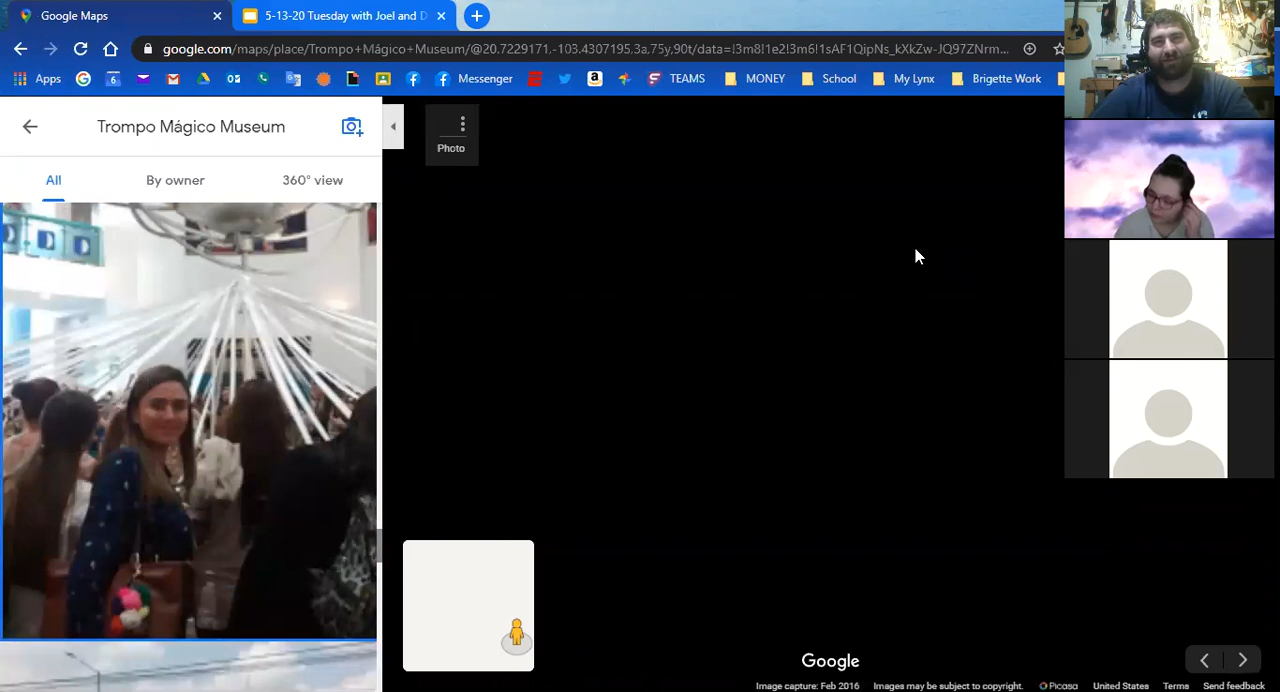 Google Maps
5-13-20 Tuesday with Joel and D
google.com/maps/place/Trompo+Mágico+Museum/@20.7229171,-103.4307195,3a,75y,90t/data=!3m8!1e2!3m6!1sAF1QipNs_kXkZw-JQ97ZNrm...
Apps 6 Messenger TEAMS MONEY School My Lynx Brigette Work
Trompo Mágico Museum
Photo
All By owner 360° view
D D D
Google
Image capture: Feb 2016 Images may be subject to copyright. Picasa United States Terms Send feedback